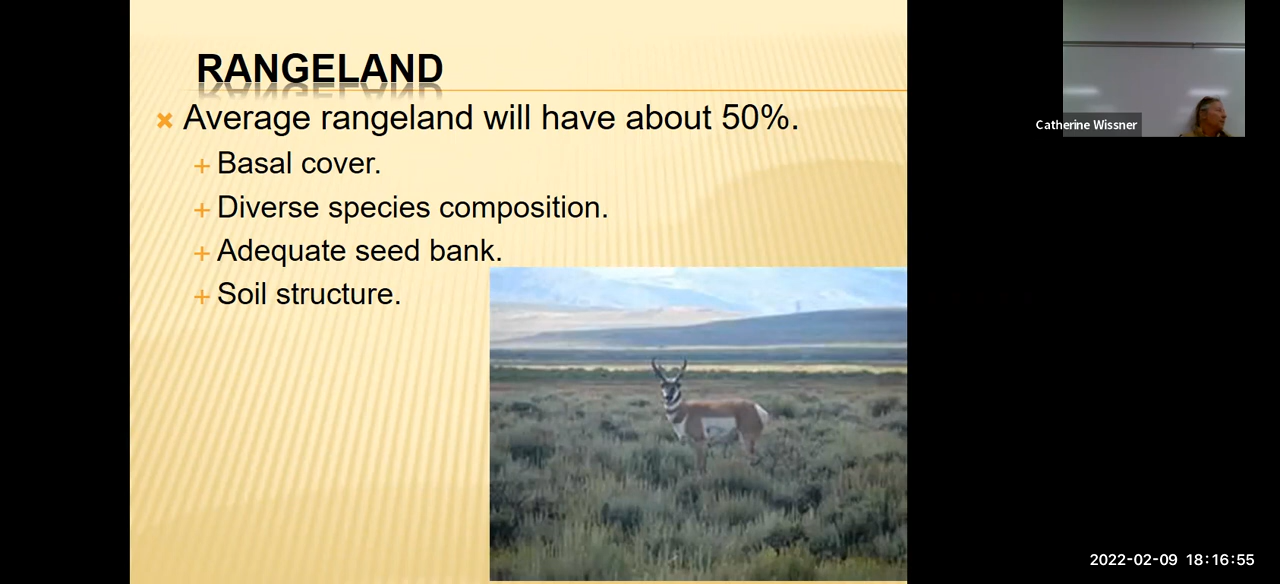 RANGELAND
Average rangeland will have about 50%.
Basal cover.
Diverse species composition.
Adequate seed bank.
Soil structure.
Catherine Wissner
2022-02-09 18:16:55